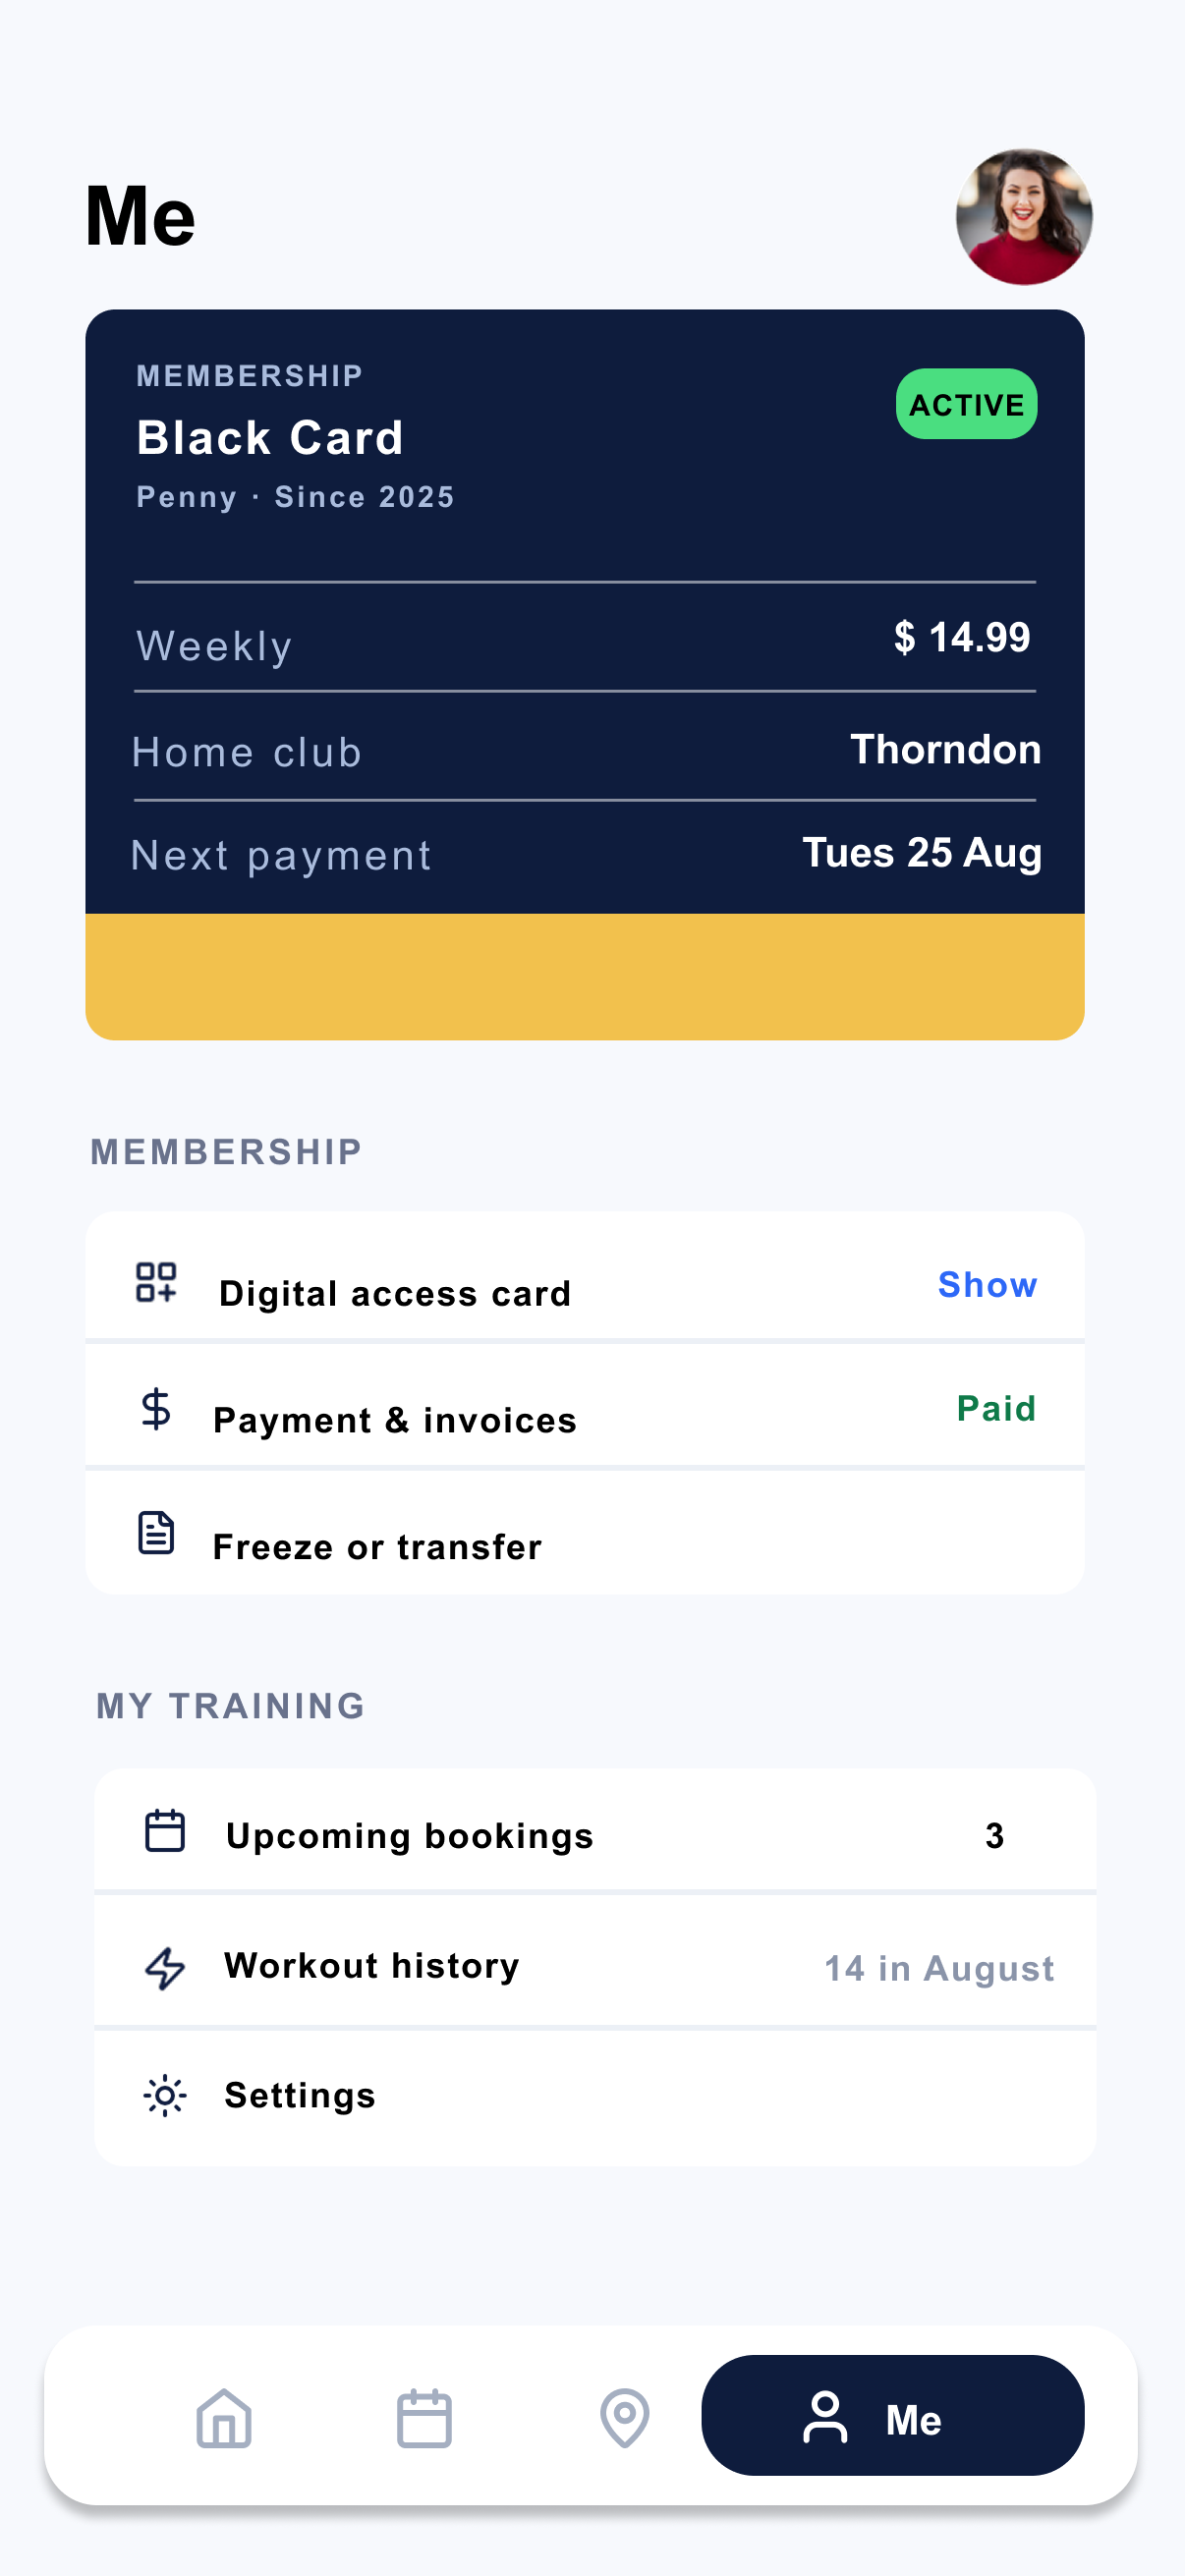 Me
MEMBERSHIP
ACTIVE
Black Card
Penny · Since 2025
Weekly
$ 14.99
Home club
Thorndon
Next payment
Tues 25 Aug
MEMBERSHIP
Digital access card
Show
Payment & invoices
Paid
Freeze or transfer
MY TRAINING
Upcoming bookings
3
Workout history
14 in August
Settings
Me